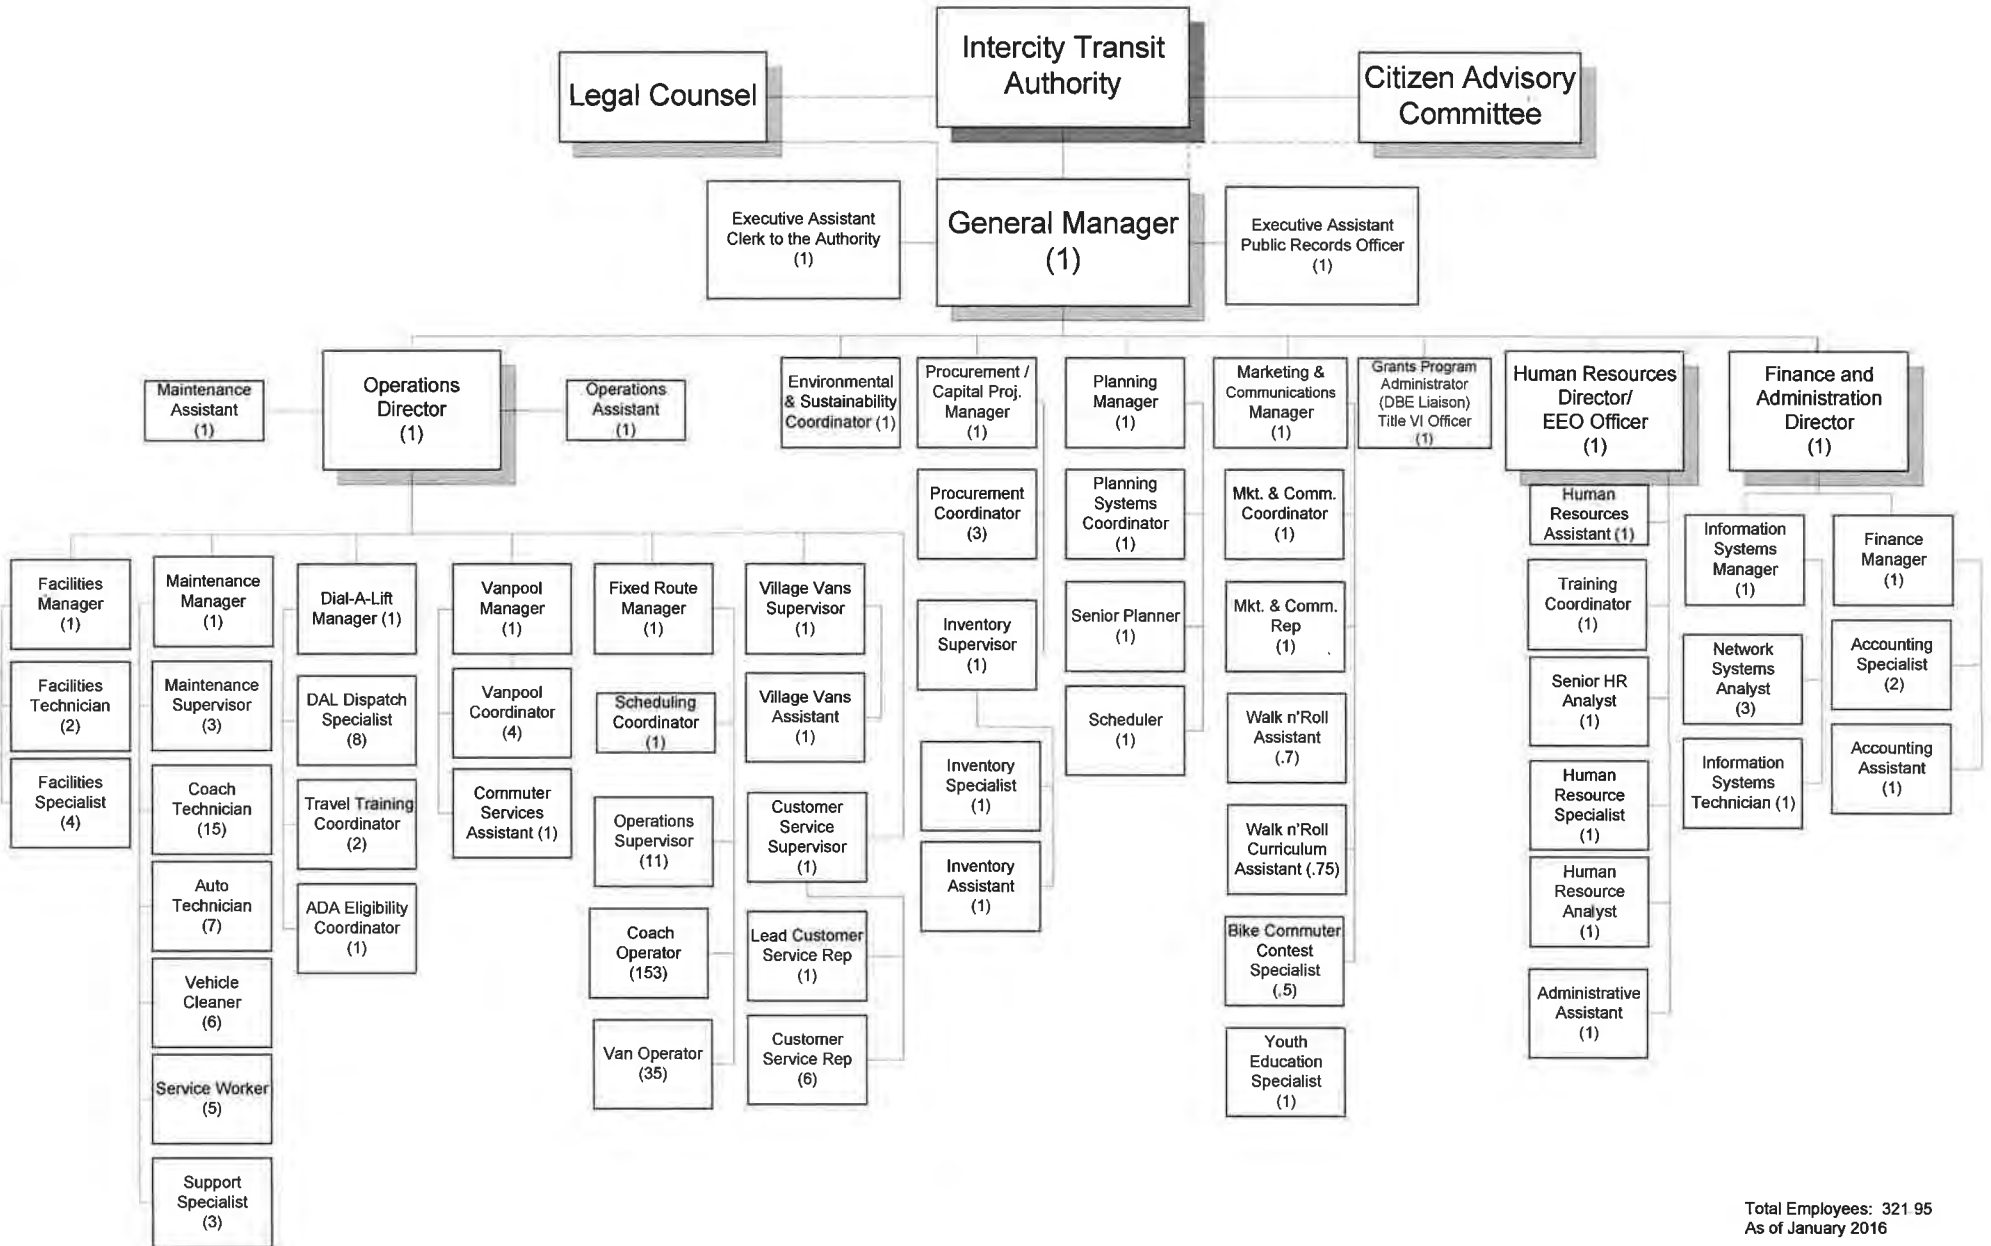 Intercity Transit
Authority
Legal Counsel
Citizen Advisory
Committee
General Manager
(1)
Executive Assistant
Clerk to the Authority
(1)
Executive Assistant
Public Records Officer
(1)
Maintenance
Assistant
(1)
Operations
Director
(1)
Operations
Assistant
(1)
Environmental
& Sustainability
Coordinator (1)
Procurement /
Capital Proj.
Manager
(1)
Planning
Manager
(1)
Marketing &
Communications
Manager
(1)
Grants Program
Administrator
(DBE Liaison)
Title VI Officer
(1)
Human Resources
Director/
EEO Officer
(1)
Finance and
Administration
Director
(1)
Facilities
Manager
(1)
Facilities
Technician
(2)
Facilities
Specialist
(4)
Maintenance
Manager
(1)
Maintenance
Supervisor
(3)
Coach
Technician
(15)
Auto
Technician
(7)
Vehicle
Cleaner
(6)
Service Worker
(5)
Support
Specialist
(3)
Dial-A-Lift
Manager (1)
DAL Dispatch
Specialist
(8)
Travel Training
Coordinator
(2)
ADA Eligibility
Coordinator
(1)
Vanpool
Manager
(1)
Vanpool
Coordinator
(4)
Commuter
Services
Assistant (1)
Fixed Route
Manager
(1)
Scheduling
Coordinator
(1)
Operations
Supervisor
(11)
Coach
Operator
(153)
Van Operator
(35)
Village Vans
Supervisor
(1)
Village Vans
Assistant
(1)
Customer
Service
Supervisor
(1)
Lead Customer
Service Rep
(1)
Customer
Service Rep
(6)
Procurement
Coordinator
(3)
Inventory
Supervisor
(1)
Inventory
Specialist
(1)
Inventory
Assistant
(1)
Planning
Systems
Coordinator
(1)
Senior Planner
(1)
Scheduler
(1)
Mkt. & Comm.
Coordinator
(1)
Mkt. & Comm.
Rep
(1)
Walk n'Roll
Assistant
(.7)
Walk n'Roll
Curriculum
Assistant (.75)
Bike Commuter
Contest
Specialist
(.5)
Youth
Education
Specialist
(1)
Human
Resources
Assistant (1)
Training
Coordinator
(1)
Senior HR
Analyst
(1)
Human
Resource
Specialist
(1)
Human
Resource
Analyst
(1)
Administrative
Assistant
(1)
Information
Systems
Manager
(1)
Network
Systems
Analyst
(3)
Information
Systems
Technician (1)
Finance
Manager
(1)
Accounting
Specialist
(2)
Accounting
Assistant
(1)
Total Employees: 321 95
As of January 2016